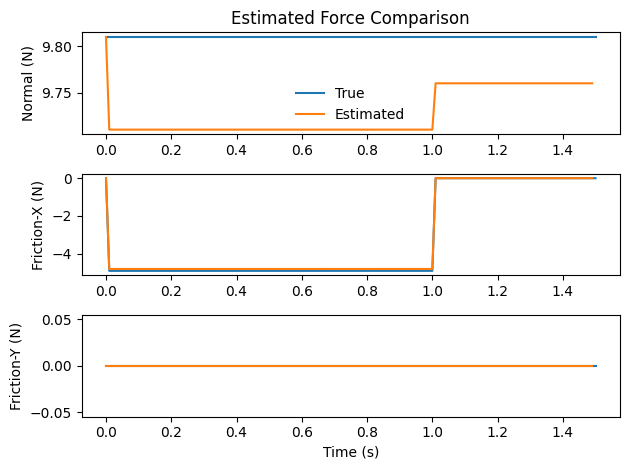 Estimated Force Comparison
Normal (N)
9.80
9.75
True
Estimated
0.0 0.2 0.4 0.6 0.8 1.0 1.2 1.4
Friction-X (N)
0
−2
−4
0.0 0.2 0.4 0.6 0.8 1.0 1.2 1.4
Friction-Y (N)
0.05
0.00
−0.05
0.0 0.2 0.4 0.6 0.8 1.0 1.2 1.4
Time (s)